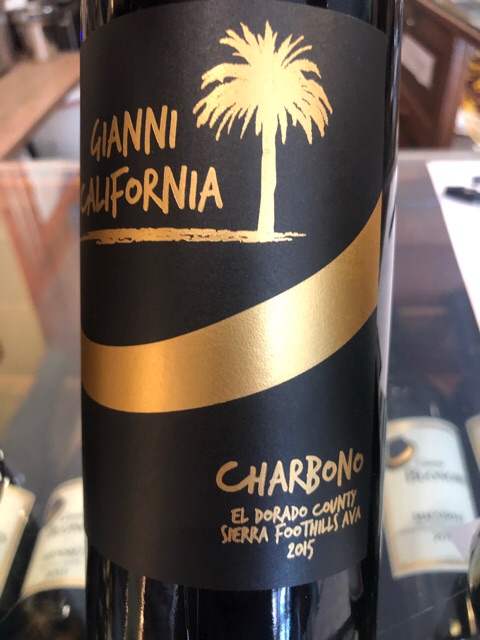 GIANNI
CALIFORNIA
CHARBONO
EL DORADO COUNTY
SIERRA FOOTHILLS AVA
2015